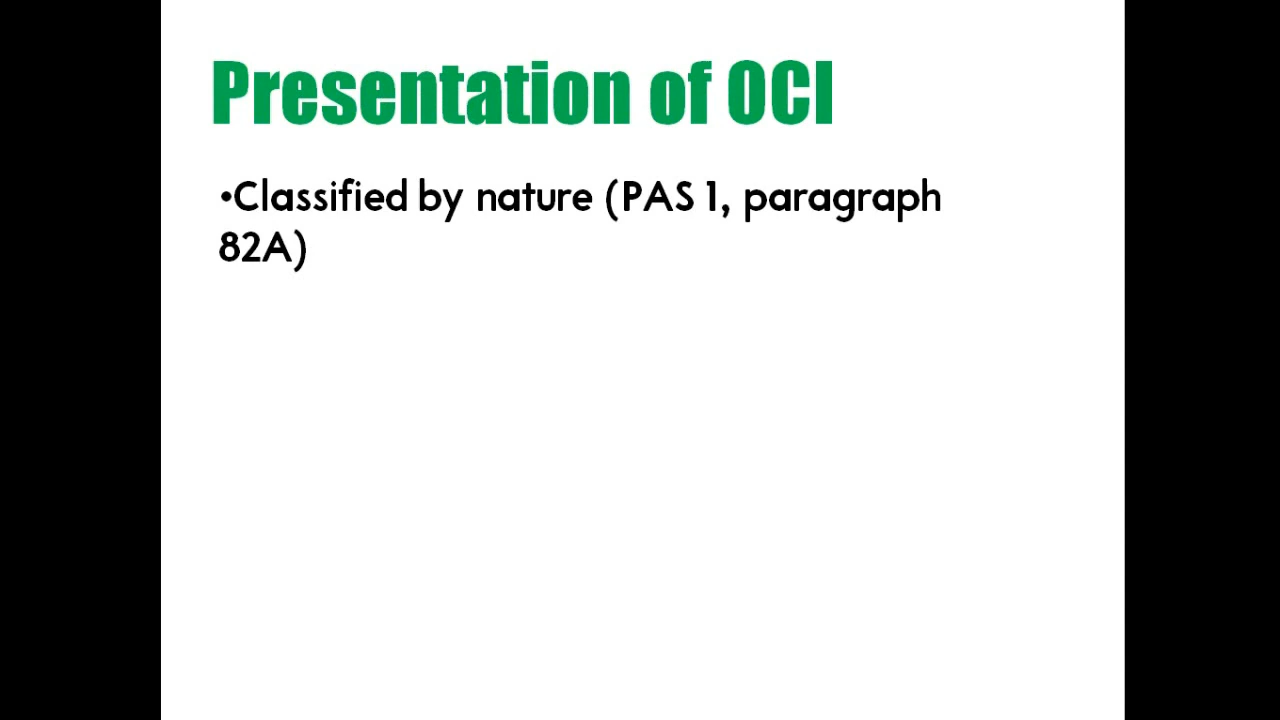 Presentation of OCI
•Classified by nature (PAS 1, paragraph
82A)